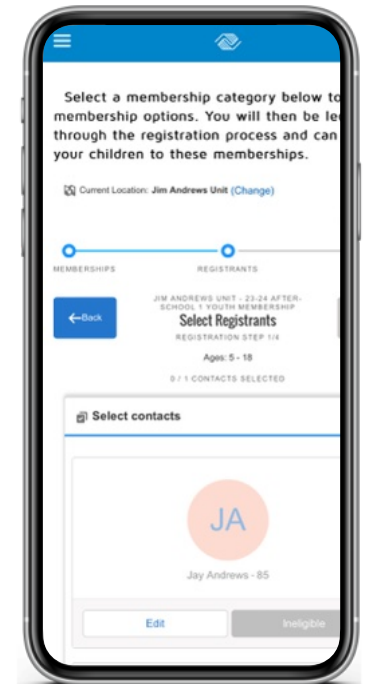 Select a membership category below to
membership options. You will then be le
through the registration process and can
your children to these memberships.
Current Location: Jim Andrews Unit (Change)
MEMBERSHIPS
REGISTRANTS
←Back
JIM ANDREWS UNIT - 23-24 AFTER-
SCHOOL 1 YOUTH MEMBERSHIP
Select Registrants
REGISTRATION STEP 1/4
Ages: 5 - 18
0 / 1 CONTACTS SELECTED
Select contacts
JA
Jay Andrews - 85
Edit
Ineligible